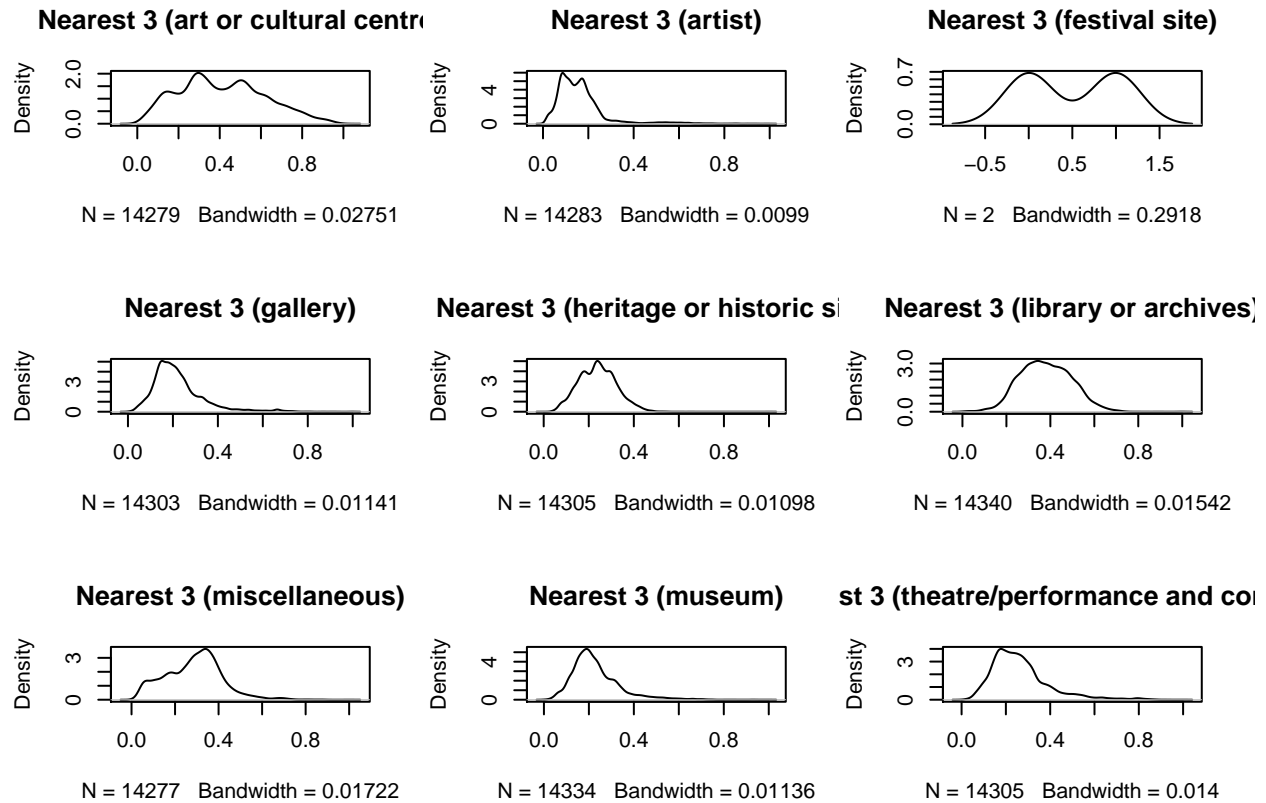 Nearest 3 (art or cultural centre
Density
0.0 2.0
0.0 0.4 0.8
N = 14279 Bandwidth = 0.02751
Nearest 3 (artist)
Density
0 4
0.0 0.4 0.8
N = 14283 Bandwidth = 0.0099
Nearest 3 (festival site)
Density
0.0 0.7
−0.5 0.5 1.5
N = 2 Bandwidth = 0.2918
Nearest 3 (gallery)
Density
0 3
0.0 0.4 0.8
N = 14303 Bandwidth = 0.01141
Nearest 3 (heritage or historic si
Density
0 3
0.0 0.4 0.8
N = 14305 Bandwidth = 0.01098
Nearest 3 (library or archives)
Density
0.0 3.0
0.0 0.4 0.8
N = 14340 Bandwidth = 0.01542
Nearest 3 (miscellaneous)
Density
0 3
0.0 0.4 0.8
N = 14277 Bandwidth = 0.01722
Nearest 3 (museum)
Density
0 4
0.0 0.4 0.8
N = 14334 Bandwidth = 0.01136
st 3 (theatre/performance and con
Density
0 3
0.0 0.4 0.8
N = 14305 Bandwidth = 0.014